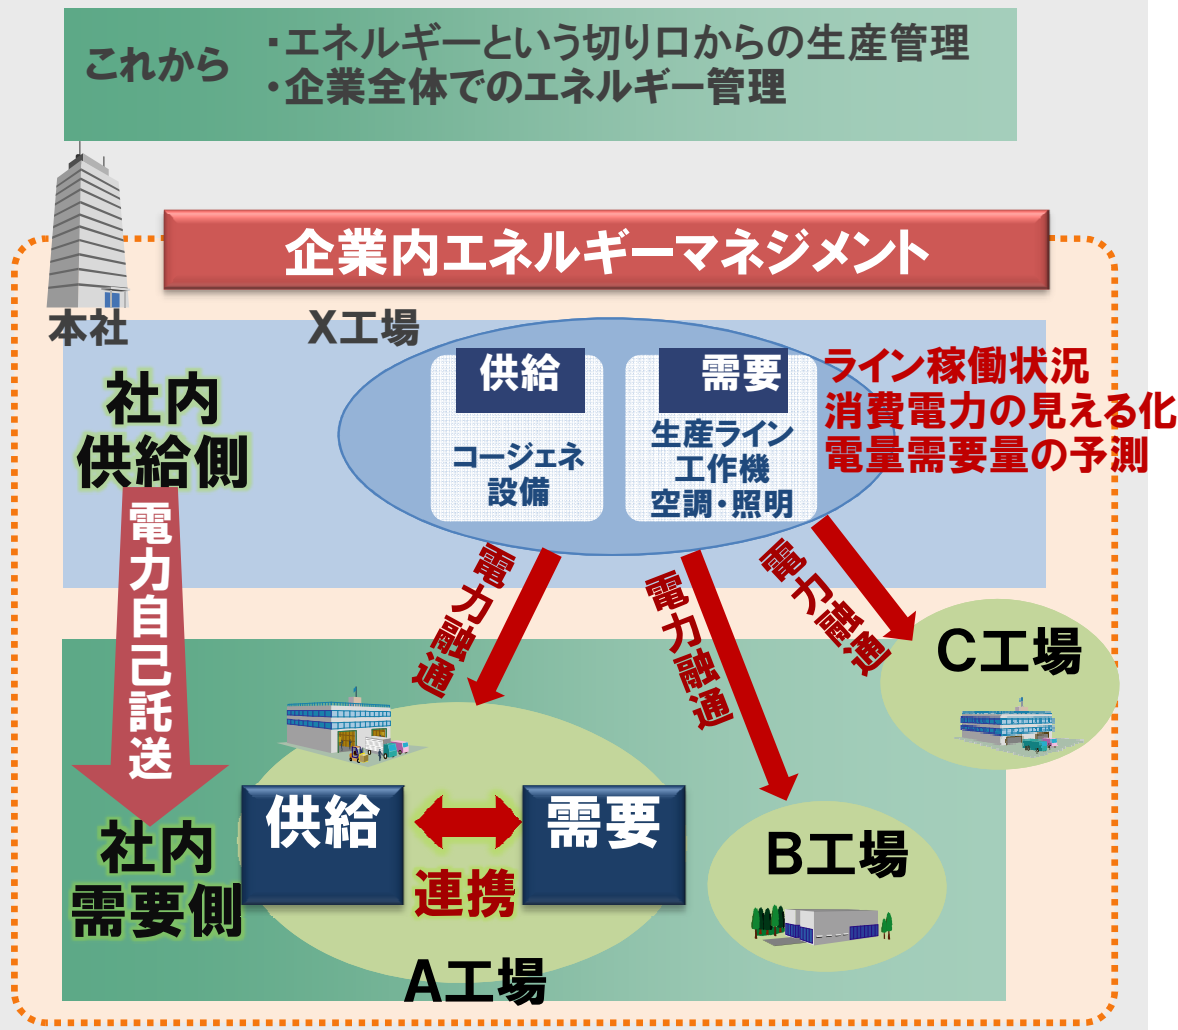 これから
・エネルギーという切り口からの生産管理
・企業全体でのエネルギー管理
企業内エネルギーマネジメント
本社
X工場
供給
コージェネ
設備
需要
生産ライン
工作機
空調・照明
ライン稼働状況
消費電力の見える化
電量需要量の予測
社内
供給側
電力自己託送
電力融通
電力融通
電力融通
C工場
供給
連携
需要
B工場
社内
需要側
A工場